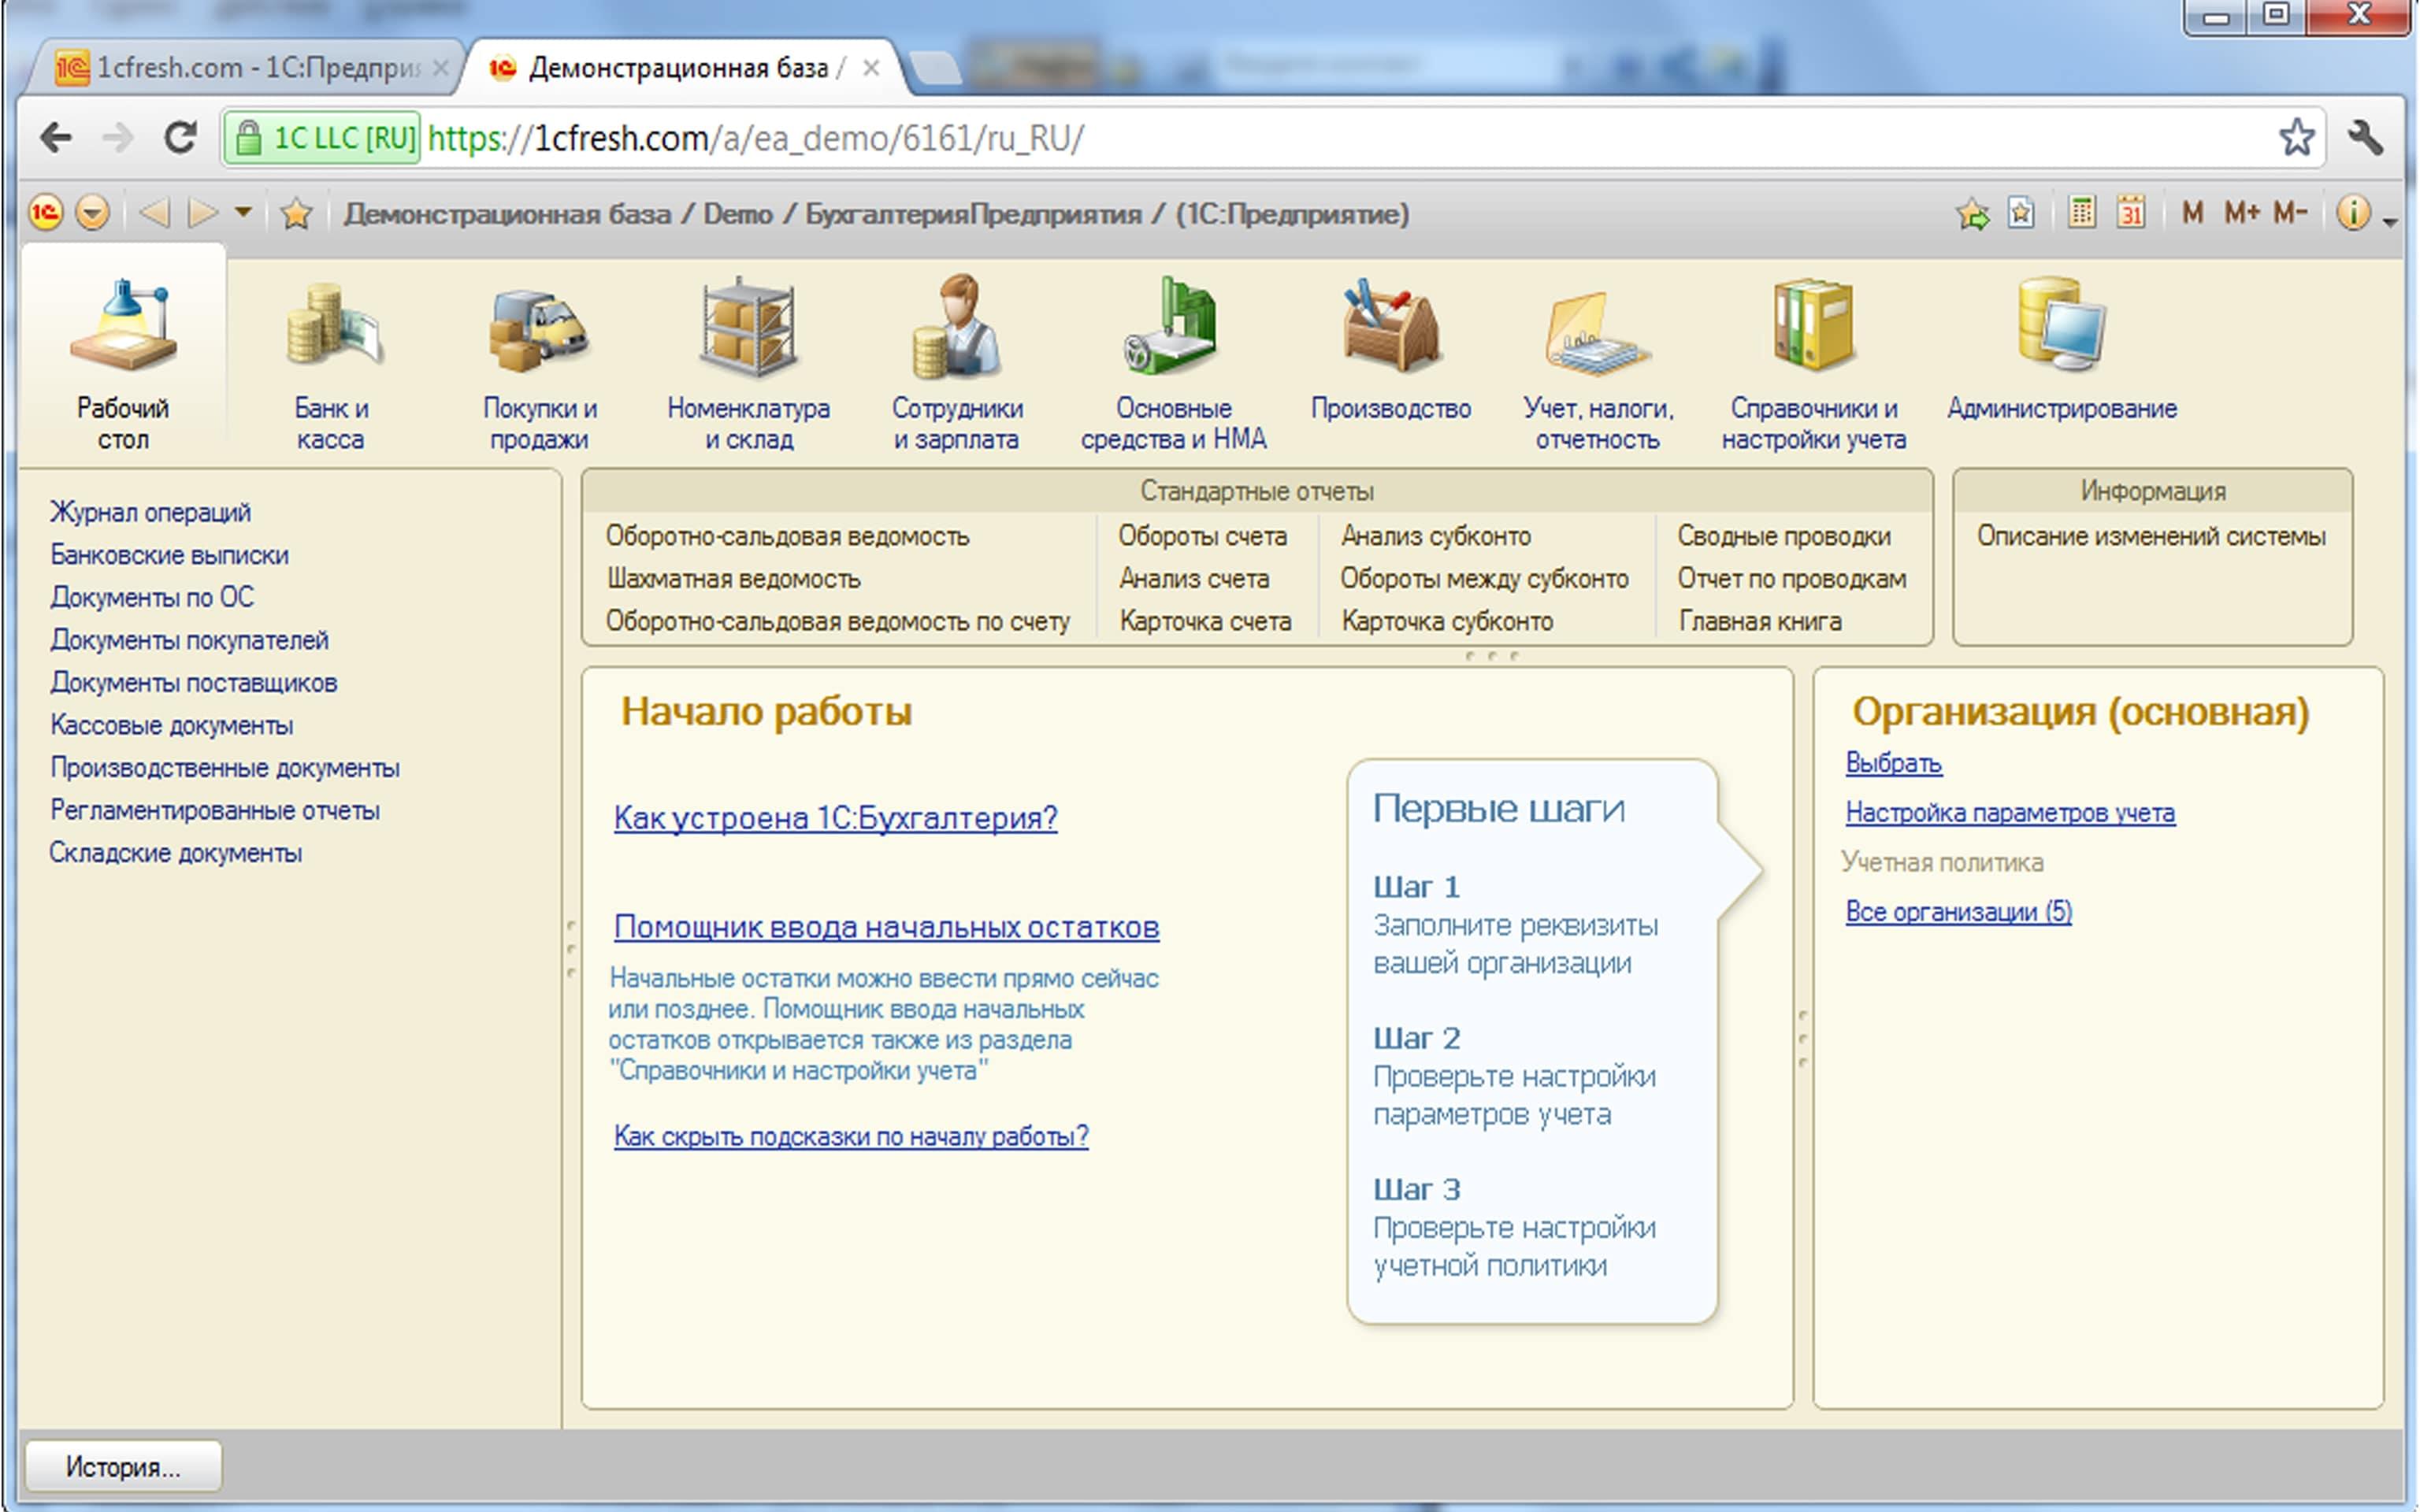 1cfresh.com - 1С:Предпри
Демонстрационная база /
1C LLC [RU] https://1cfresh.com/a/ea_demo/6161/ru_RU/
Демонстрационная база / Demo / БухгалтерияПредприятия / (1С:Предприятие)
31 M M+ M-
Рабочий стол
Банк и касса
Покупки и продажи
Номенклатура и склад
Сотрудники и зарплата
Основные средства и НМА
Производство
Учет, налоги, отчетность
Справочники и настройки учета
Администрирование
Журнал операций
Банковские выписки
Документы по ОС
Документы покупателей
Документы поставщиков
Кассовые документы
Производственные документы
Регламентированные отчеты
Складские документы
Стандартные отчеты
Оборотно-сальдовая ведомость
Шахматная ведомость
Оборотно-сальдовая ведомость по счету
Обороты счета
Анализ счета
Карточка счета
Анализ субконто
Обороты между субконто
Карточка субконто
Сводные проводки
Отчет по проводкам
Главная книга
Информация
Описание изменений системы
Начало работы
Как устроена 1С:Бухгалтерия?
Помощник ввода начальных остатков
Начальные остатки можно ввести прямо сейчас
или позднее. Помощник ввода начальных
остатков открывается также из раздела
"Справочники и настройки учета"
Как скрыть подсказки по началу работы?
Первые шаги
Шаг 1
Заполните реквизиты
вашей организации
Шаг 2
Проверьте настройки
параметров учета
Шаг 3
Проверьте настройки
учетной политики
Организация (основная)
Выбрать
Настройка параметров учета
Учетная политика
Все организации (5)
История...